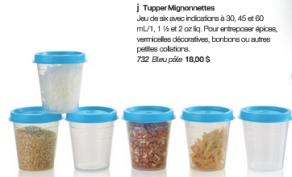 j Tupper Mignonnettes
Jeu de six avec indications à 30, 45 et 60
mL/1, 1 ½ et 2 oz liq. Pour entreposer épices,
vermicelles décoratives, bonbons ou autres
petites collations.
732 Bleu pâle 18,00 $